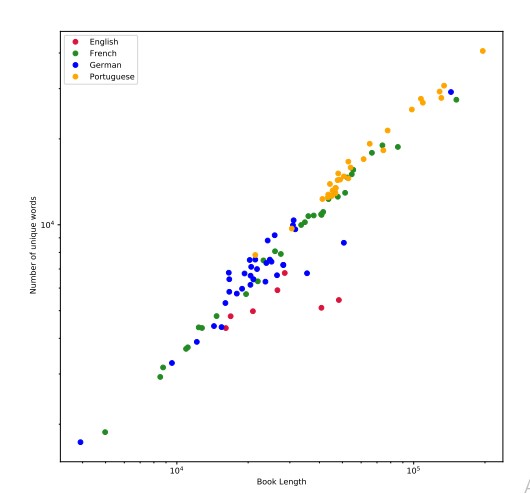 English
French
German
Portuguese
Number of unique words
10⁴
10⁴
10⁵
Book Length